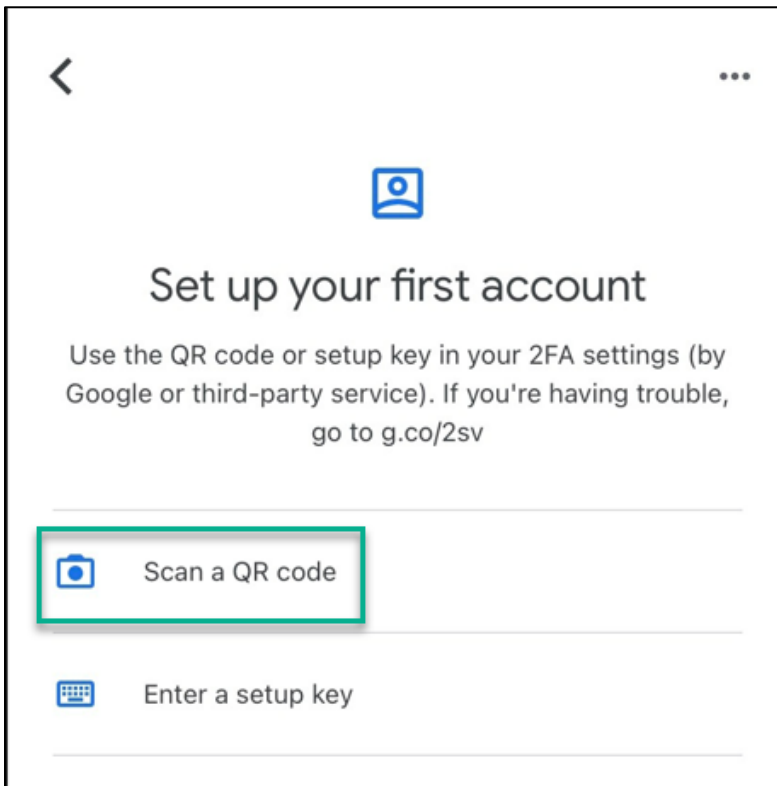 Set up your first account
Use the QR code or setup key in your 2FA settings (by
Google or third-party service). If you're having trouble,
go to g.co/2sv
Scan a QR code
Enter a setup key